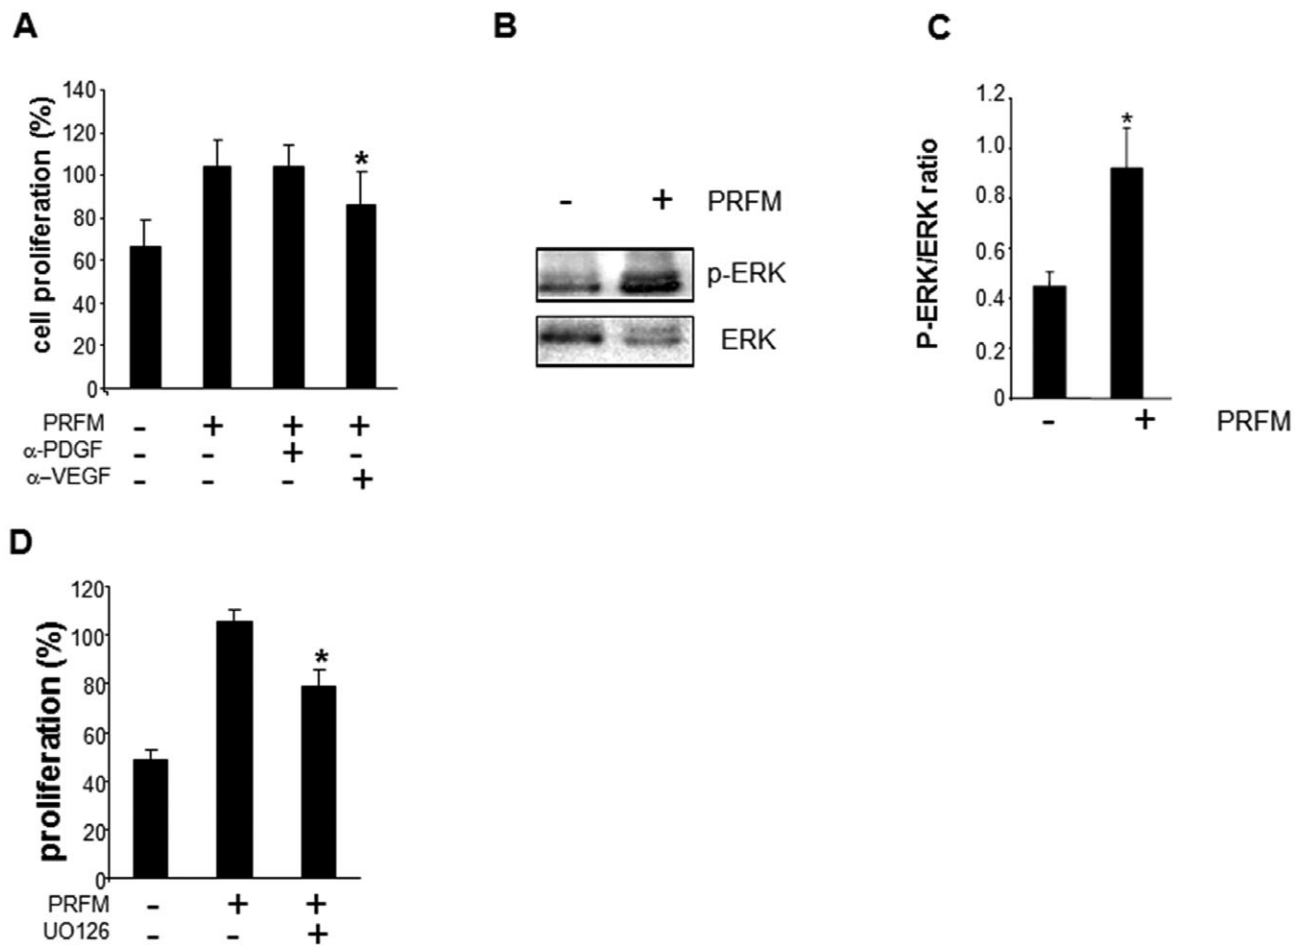 A
cell proliferation (%)
140
120
100
80
60
40
20
0
*
PRFM - + + +
α-PDGF - - + -
α-VEGF - - - +
B
- + PRFM
p-ERK
ERK
C
P-ERK/ERK ratio
1.2
1.0
0.8
0.6
0.4
0.2
0
*
- + PRFM
D
proliferation (%)
120
100
80
60
40
20
0
*
PRFM - + +
UO126 - - +